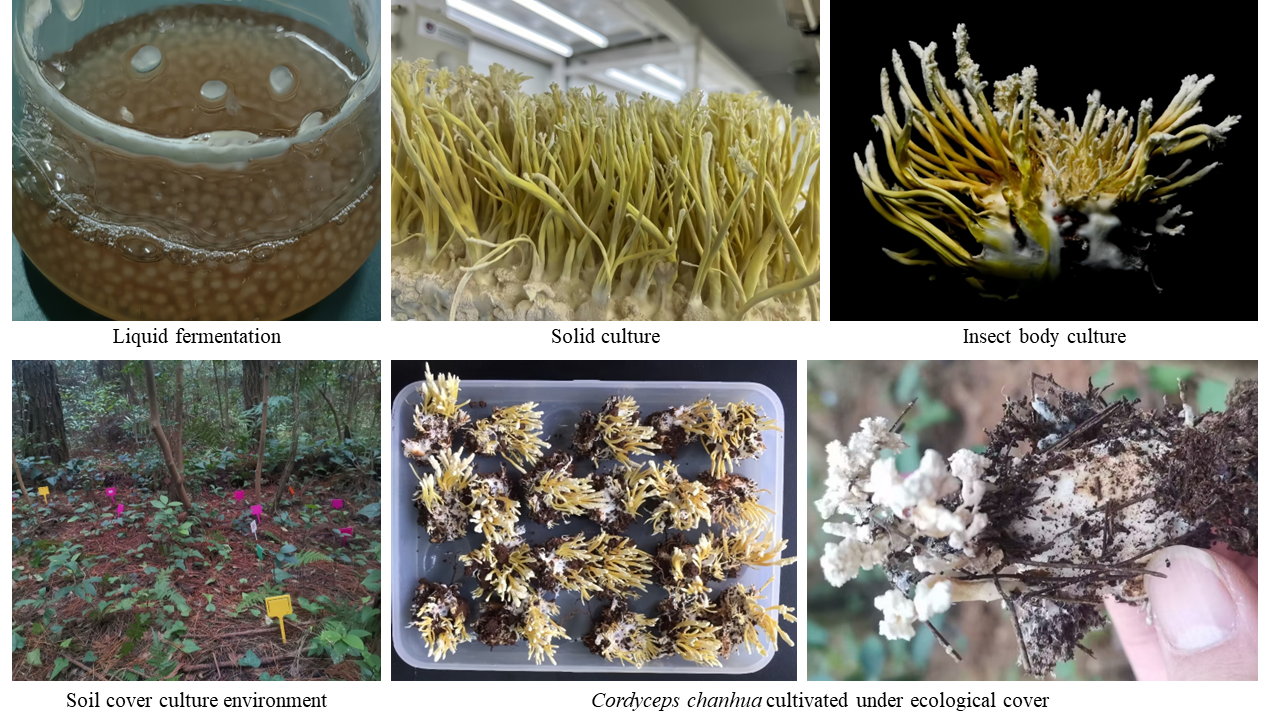 Liquid fermentation
Solid culture
Insect body culture
Soil cover culture environment
Cordyceps chanhua cultivated under ecological cover